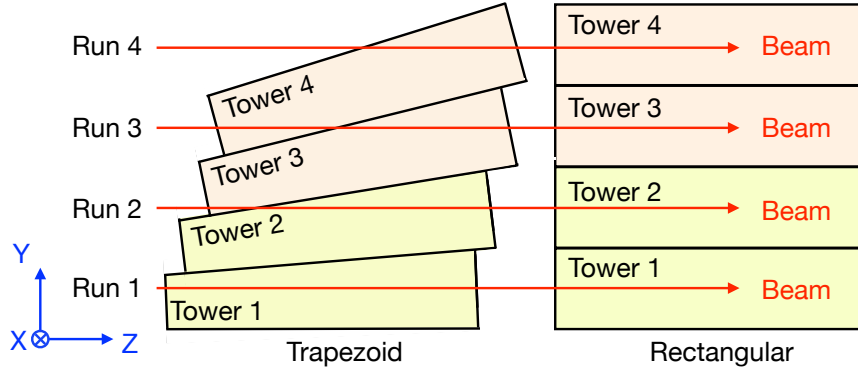 Run 4
Tower 4
Tower 4
Beam
Run 3
Tower 3
Tower 3
Beam
Run 2
Tower 2
Tower 2
Beam
Run 1
Tower 1
Tower 1
Beam
Y
X
Z
Trapezoid
Rectangular